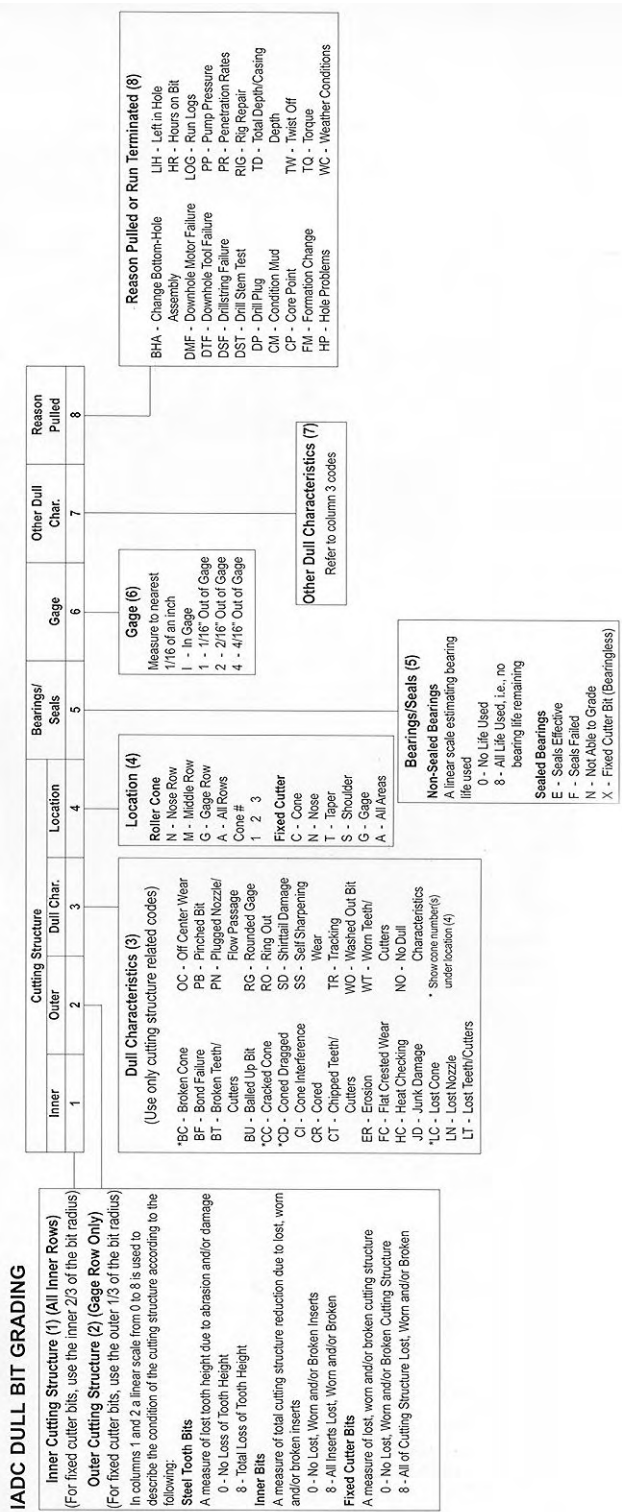 IADC DULL BIT GRADING
Cutting Structure
Bearings/
Seals
Gage
Other Dull
Char.
Reason
Pulled
Inner
Outer
Dull Char.
Location
1
2
3
4
5
6
7
8
Inner Cutting Structure (1) (All Inner Rows)
(For fixed cutter bits, use the inner 2/3 of the bit radius)
Outer Cutting Structure (2) (Gage Row Only)
(For fixed cutter bits, use the outer 1/3 of the bit radius)
In columns 1 and 2 a linear scale from 0 to 8 is used to
describe the condition of the cutting structure according to the
following:
Steel Tooth Bits
A measure of lost tooth height due to abrasion and/or damage
0 - No Loss of Tooth Height
8 - Total Loss of Tooth Height
Inner Bits
A measure of total cutting structure reduction due to lost, worn
and/or broken inserts
0 - No Lost, Worn and/or Broken Inserts
8 - All Inserts Lost, Worn and/or Broken
Fixed Cutter Bits
A measure of lost, worn and/or broken cutting structure
0 - No Lost, Worn and/or Broken Cutting Structure
8 - All of Cutting Structure Lost, Worn and/or Broken
Dull Characteristics (3)
(Use only cutting structure related codes)
*BC - Broken Cone
BF - Bond Failure
BT - Broken Teeth/
Cutters
BU - Balled Up Bit
*CC - Cracked Cone
*CD - Coned Dragged
CI - Cone Interference
CR - Cored
CT - Chipped Teeth/
Cutters
ER - Erosion
FC - Flat Crested Wear
HC - Heat Checking
JD - Junk Damage
*LC - Lost Cone
LN - Lost Nozzle
LT - Lost Teeth/Cutters
OC - Off Center Wear
PB - Pinched Bit
PN - Plugged Nozzle/
Flow Passage
RG - Rounded Gage
RO - Ring Out
SD - Shirttail Damage
SS - Self Sharpening
Wear
TR - Tracking
WO - Washed Out Bit
WT - Worn Teeth/
Cutters
NO - No Dull
Characteristics
* Show cone number(s)
under location (4)
Location (4)
Roller Cone
N - Nose Row
M - Middle Row
G - Gage Row
A - All Rows
Cone #
1 2 3
Fixed Cutter
C - Cone
N - Nose
T - Taper
S - Shoulder
G - Gage
A - All Areas
Bearings/Seals (5)
Non-Sealed Bearings
A linear scale estimating bearing
life used
0 - No Life Used
8 - All Life Used, i.e., no
bearing life remaining
Sealed Bearings
E - Seals Effective
F - Seals Failed
N - Not Able to Grade
X - Fixed Cutter Bit (Bearingless)
Gage (6)
Measure to nearest
1/16 of an inch
I - In Gage
1 - 1/16" Out of Gage
2 - 2/16" Out of Gage
4 - 4/16" Out of Gage
Other Dull Characteristics (7)
Refer to column 3 codes
Reason Pulled or Run Terminated (8)
BHA - Change Bottom-Hole
Assembly
DMF - Downhole Motor Failure
DTF - Downhole Tool Failure
DSF - Drillstring Failure
DST - Drill Stem Test
DP - Drill Plug
CM - Condition Mud
CP - Core Point
FM - Formation Change
HP - Hole Problems
LIH - Left in Hole
HR - Hours on Bit
LOG - Run Logs
PP - Pump Pressure
PR - Penetration Rates
RIG - Rig Repair
TD - Total Depth/Casing
Depth
TW - Twist Off
TQ - Torque
WC - Weather Conditions